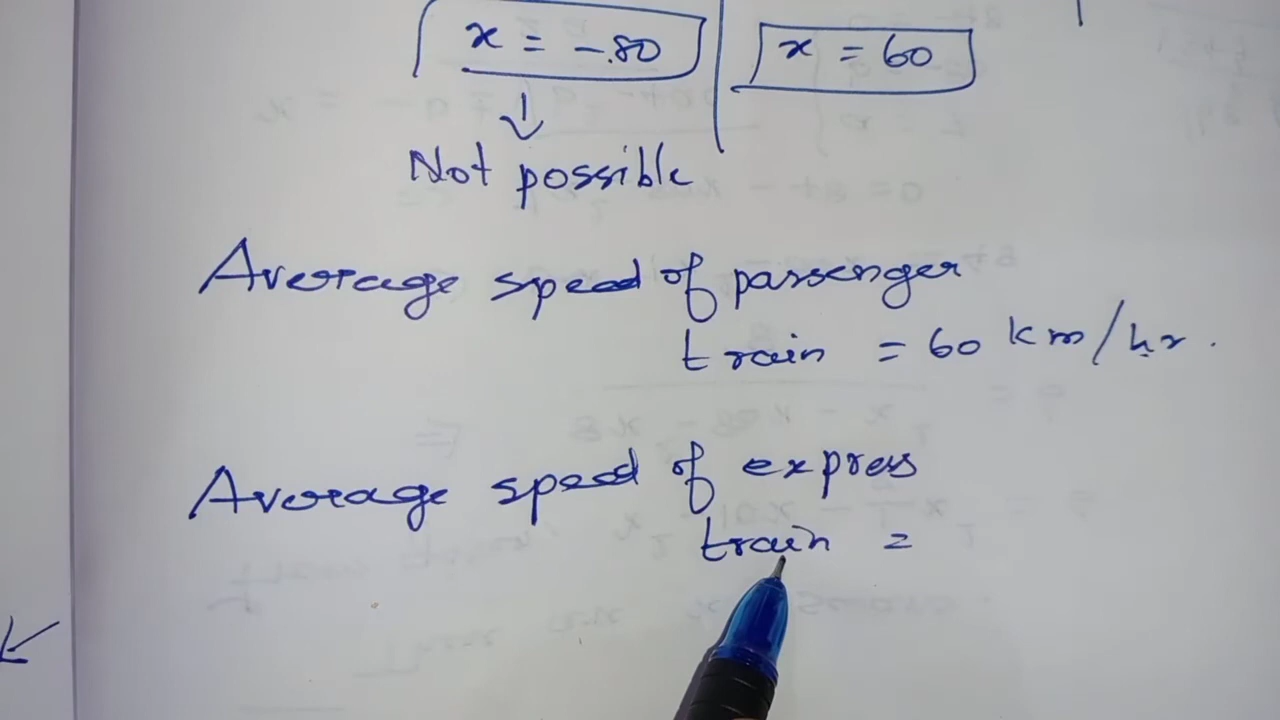 x = -80 x = 60
Not possible
Average speed of passenger
train = 60 km/hr.
Average speed of express
train =